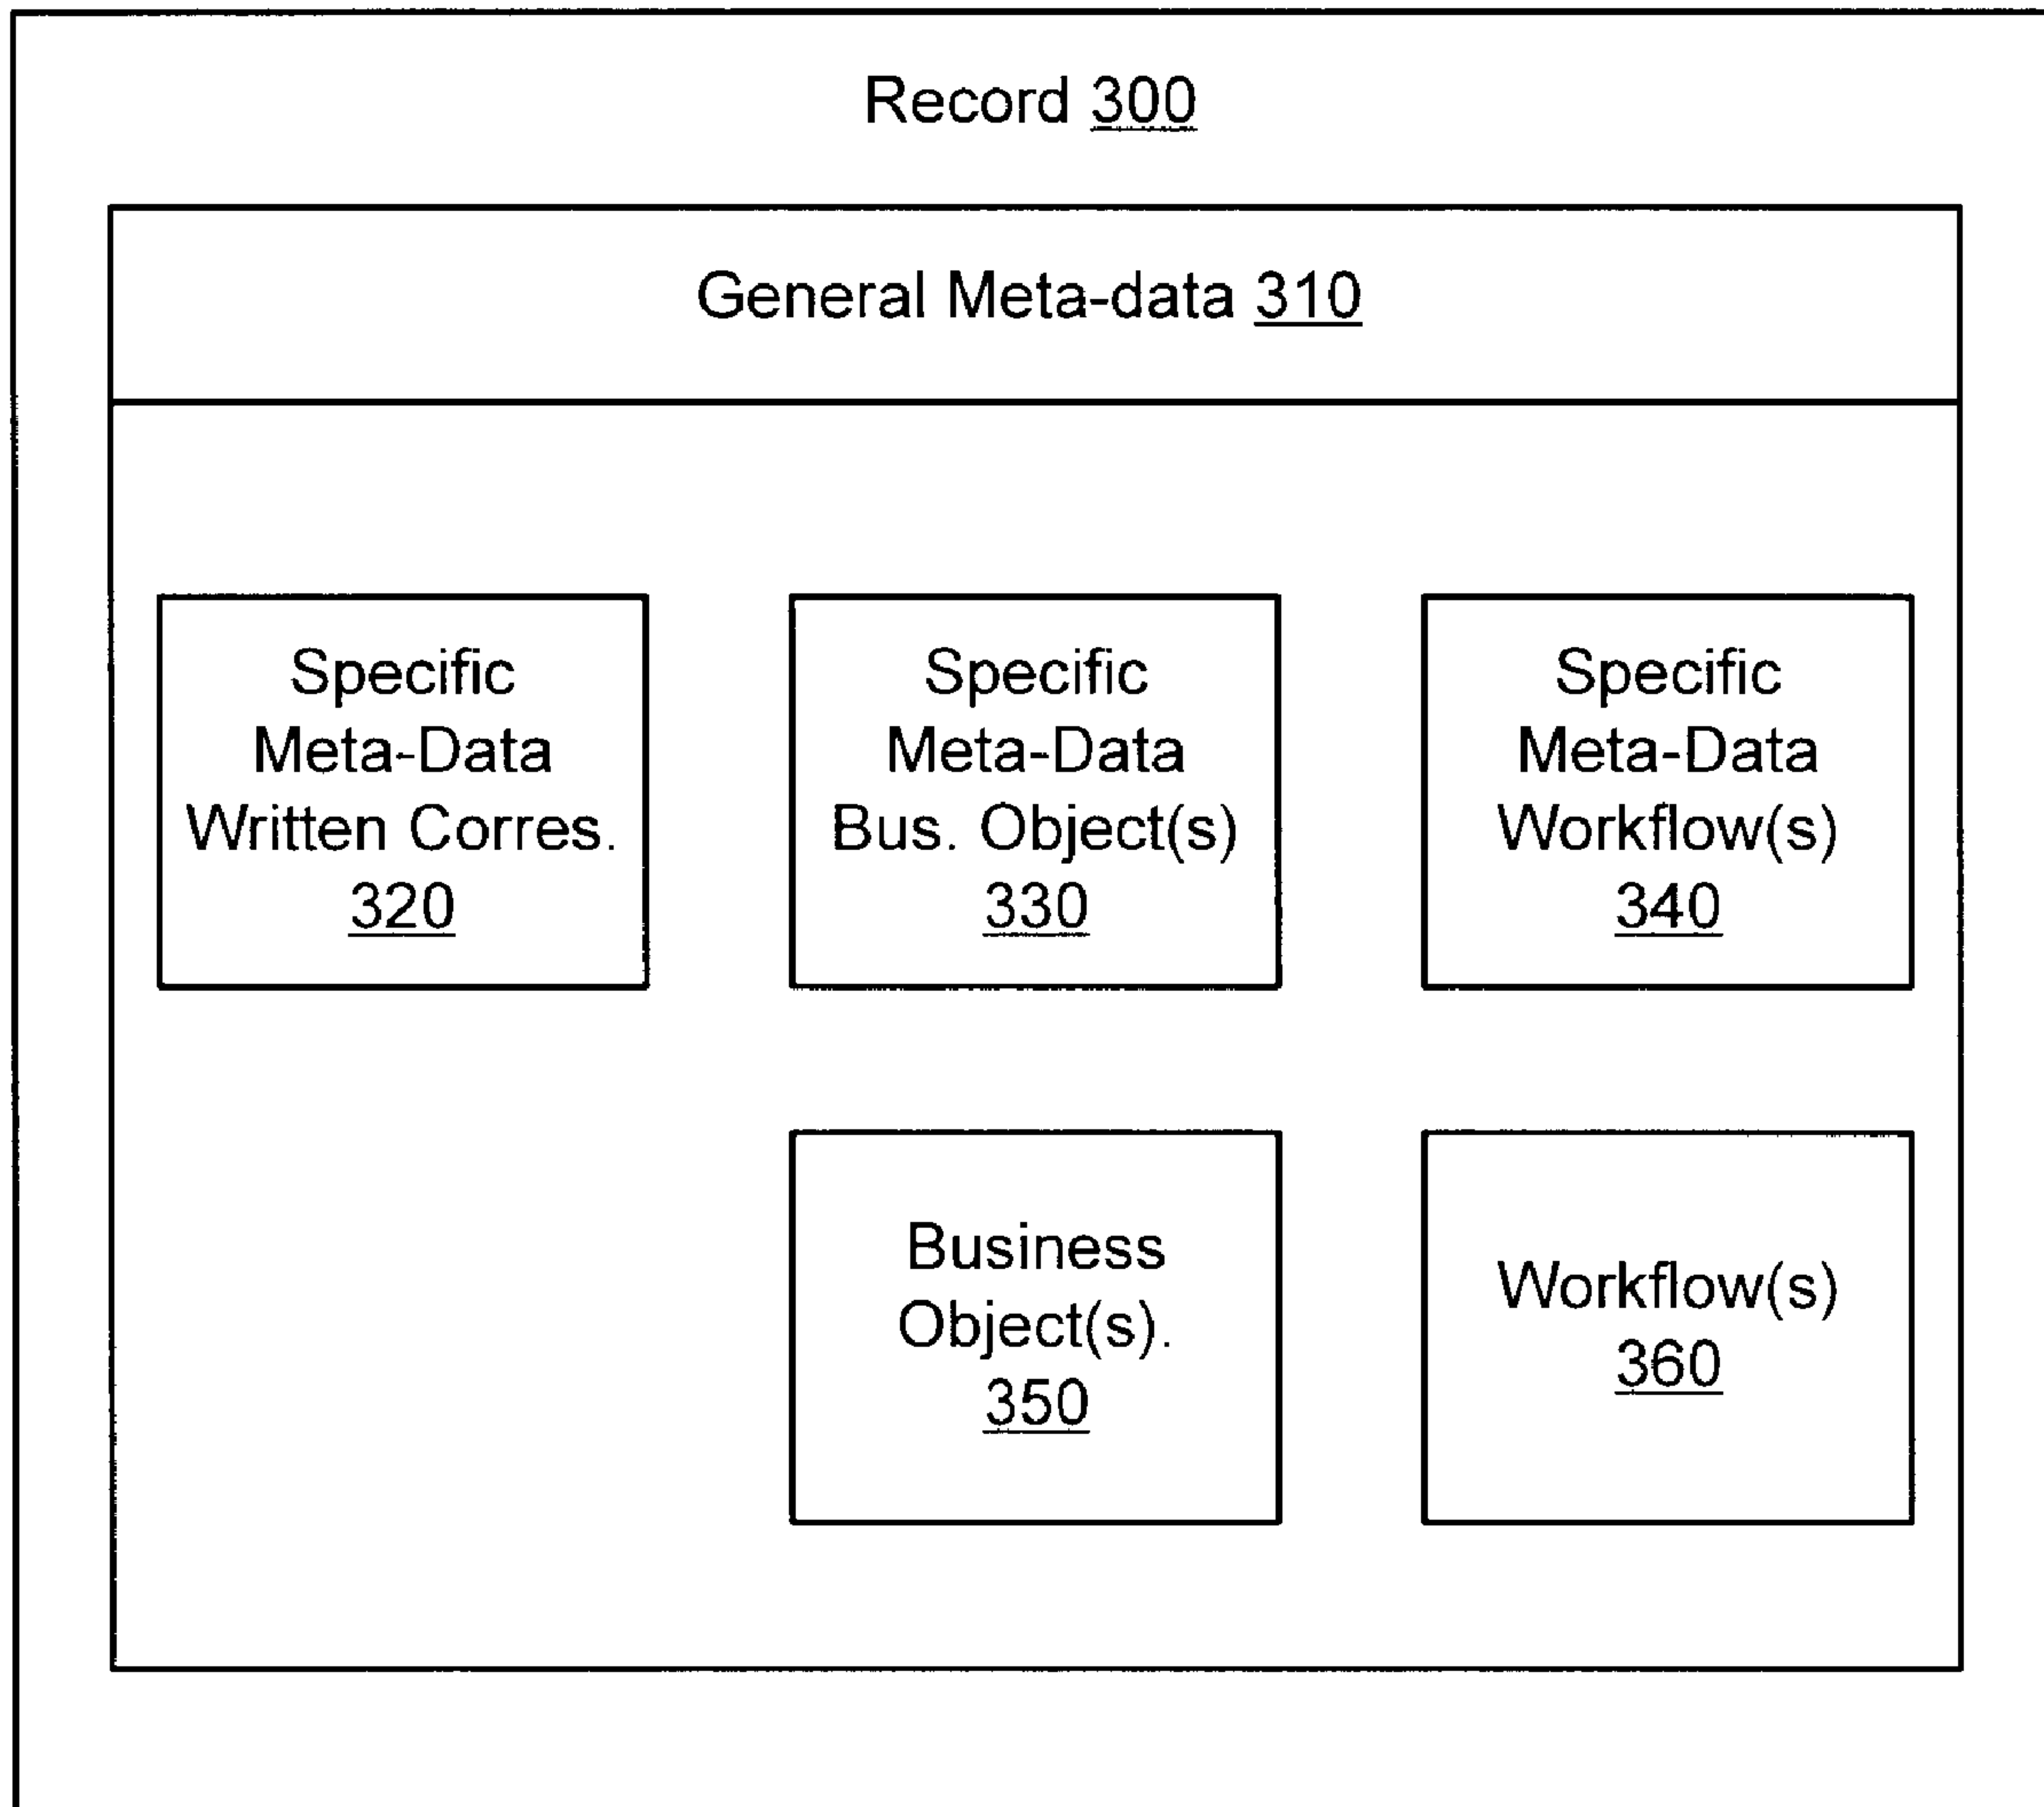 Record 300
General Meta-data 310
Specific
Meta-Data
Written Corres.
320
Specific
Meta-Data
Bus. Object(s)
330
Specific
Meta-Data
Workflow(s)
340
Business
Object(s).
350
Workflow(s)
360